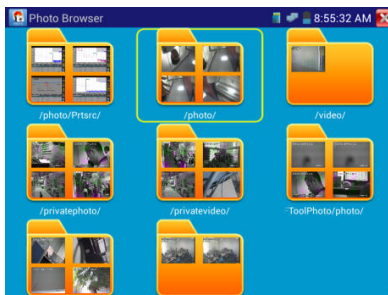 Photo Browser
8:55:32 AM
/photo/Prtsrc/
/photo/
/video/
/privatephoto/
/privatevideo/
=ToolPhoto/photo/